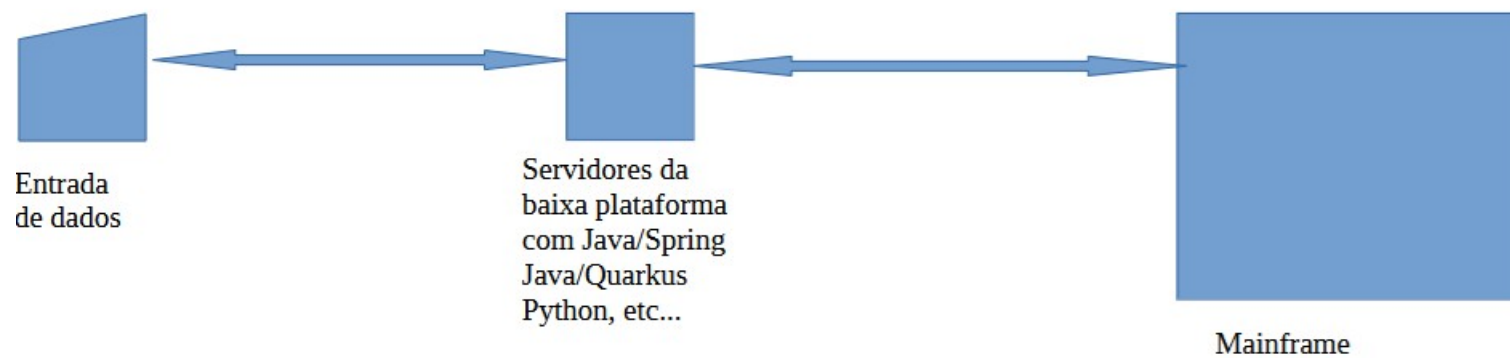 Entrada
de dados
Servidores da
baixa plataforma
com Java/Spring
Java/Quarkus
Python, etc...
Mainframe